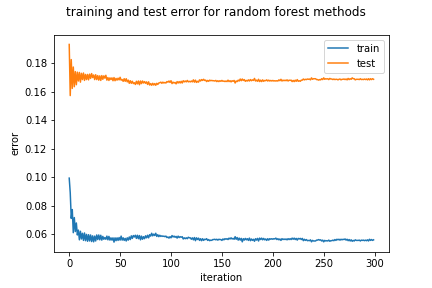 training and test error for random forest methods
train
test
0.18
0.16
0.14
0.12
0.10
0.08
0.06
error
0 50 100 150 200 250 300
iteration